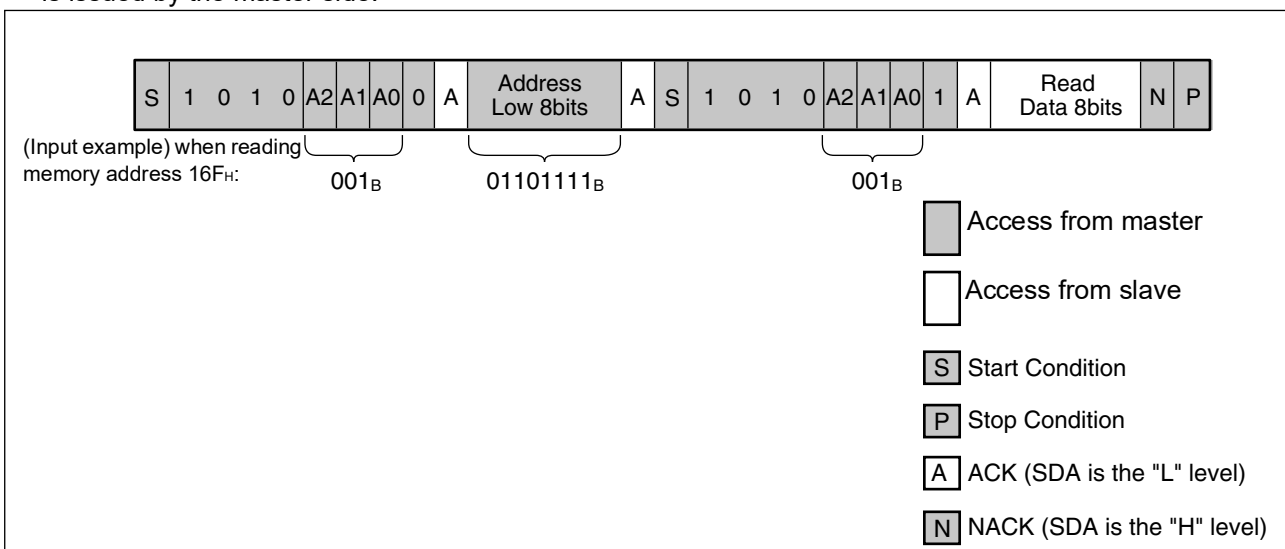 is issued by the master side.
S 1 0 1 0 A2 A1 A0 0 A Address Low 8bits A S 1 0 1 0 A2 A1 A0 1 A Read Data 8bits N P
(Input example) when reading
memory address 16FH:
001B 01101111B 001B
Access from master
Access from slave
S Start Condition
P Stop Condition
A ACK (SDA is the "L" level)
N NACK (SDA is the "H" level)